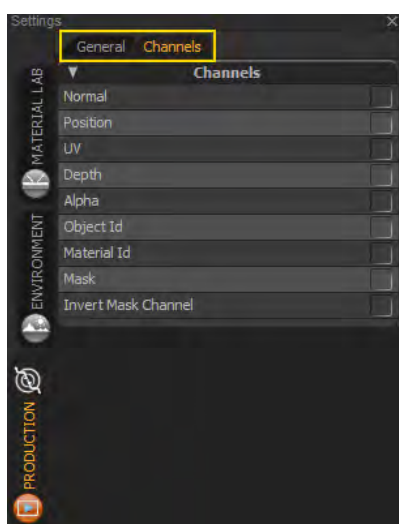 Settings
General Channels
Channels
Normal
Position
UV
Depth
Alpha
Object Id
Material Id
Mask
Invert Mask Channel
MATERIAL LAB
ENVIRONMENT
PRODUCTION